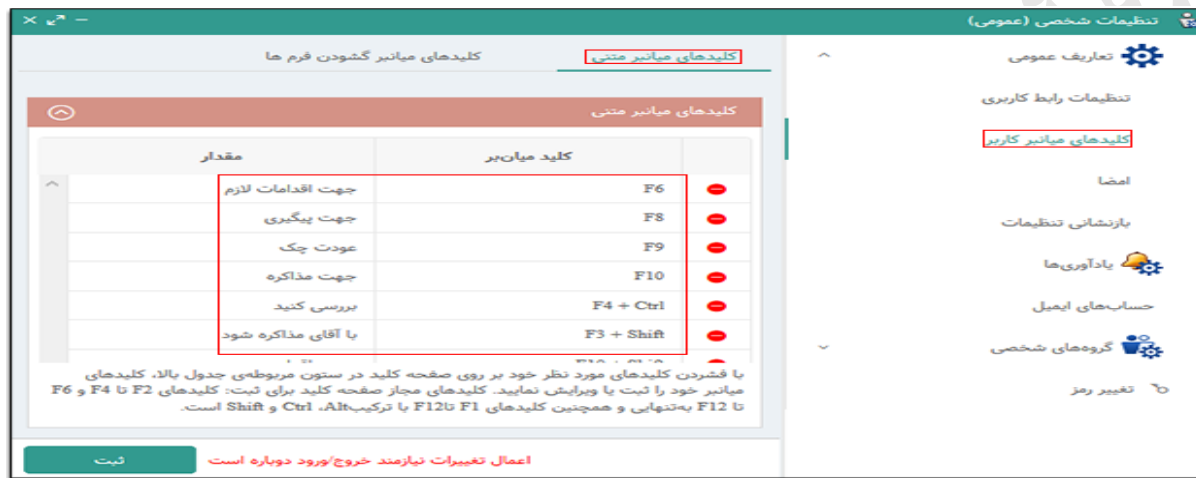 تنظیمات شخصی (عمومی)
تعاریف عمومی
تنظیمات رابط کاربری
کلیدهای میانبر کاربر
امضا
بازنشانی تنظیمات
یادآوری‌ها
حساب‌های ایمیل
گروه‌های شخصی
تغییر رمز
کلیدهای میانبر متنی کلیدهای میانبر گشودن فرم ها
کلیدهای میانبر متنی
کلید میان‌بر مقدار
F6 جهت اقدامات لازم
F8 جهت پیگیری
F9 عودت چک
F10 جهت مذاکره
F4 + Ctrl بررسی کنید
F3 + Shift با آقای مذاکره شود
با فشردن کلیدهای مورد نظر خود بر روی صفحه کلید در ستون مربوطه‌ی جدول بالا، کلیدهای
میانبر خود را ثبت یا ویرایش نمایید. کلیدهای مجاز صفحه کلید برای ثبت: کلیدهای F2 تا F4 و F6
تا F12 به‌تنهایی و همچنین کلیدهای F1 تا F12 با ترکیب Alt، Ctrl و Shift است.
اعمال تغییرات نیازمند خروج/ورود دوباره است
ثبت